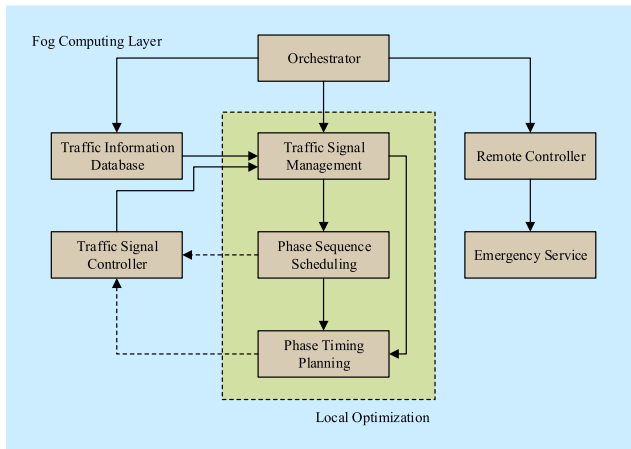 Fog Computing Layer
Orchestrator
Traffic Information
Database
Traffic Signal
Management
Remote Controller
Traffic Signal
Controller
Phase Sequence
Scheduling
Emergency Service
Phase Timing
Planning
Local Optimization